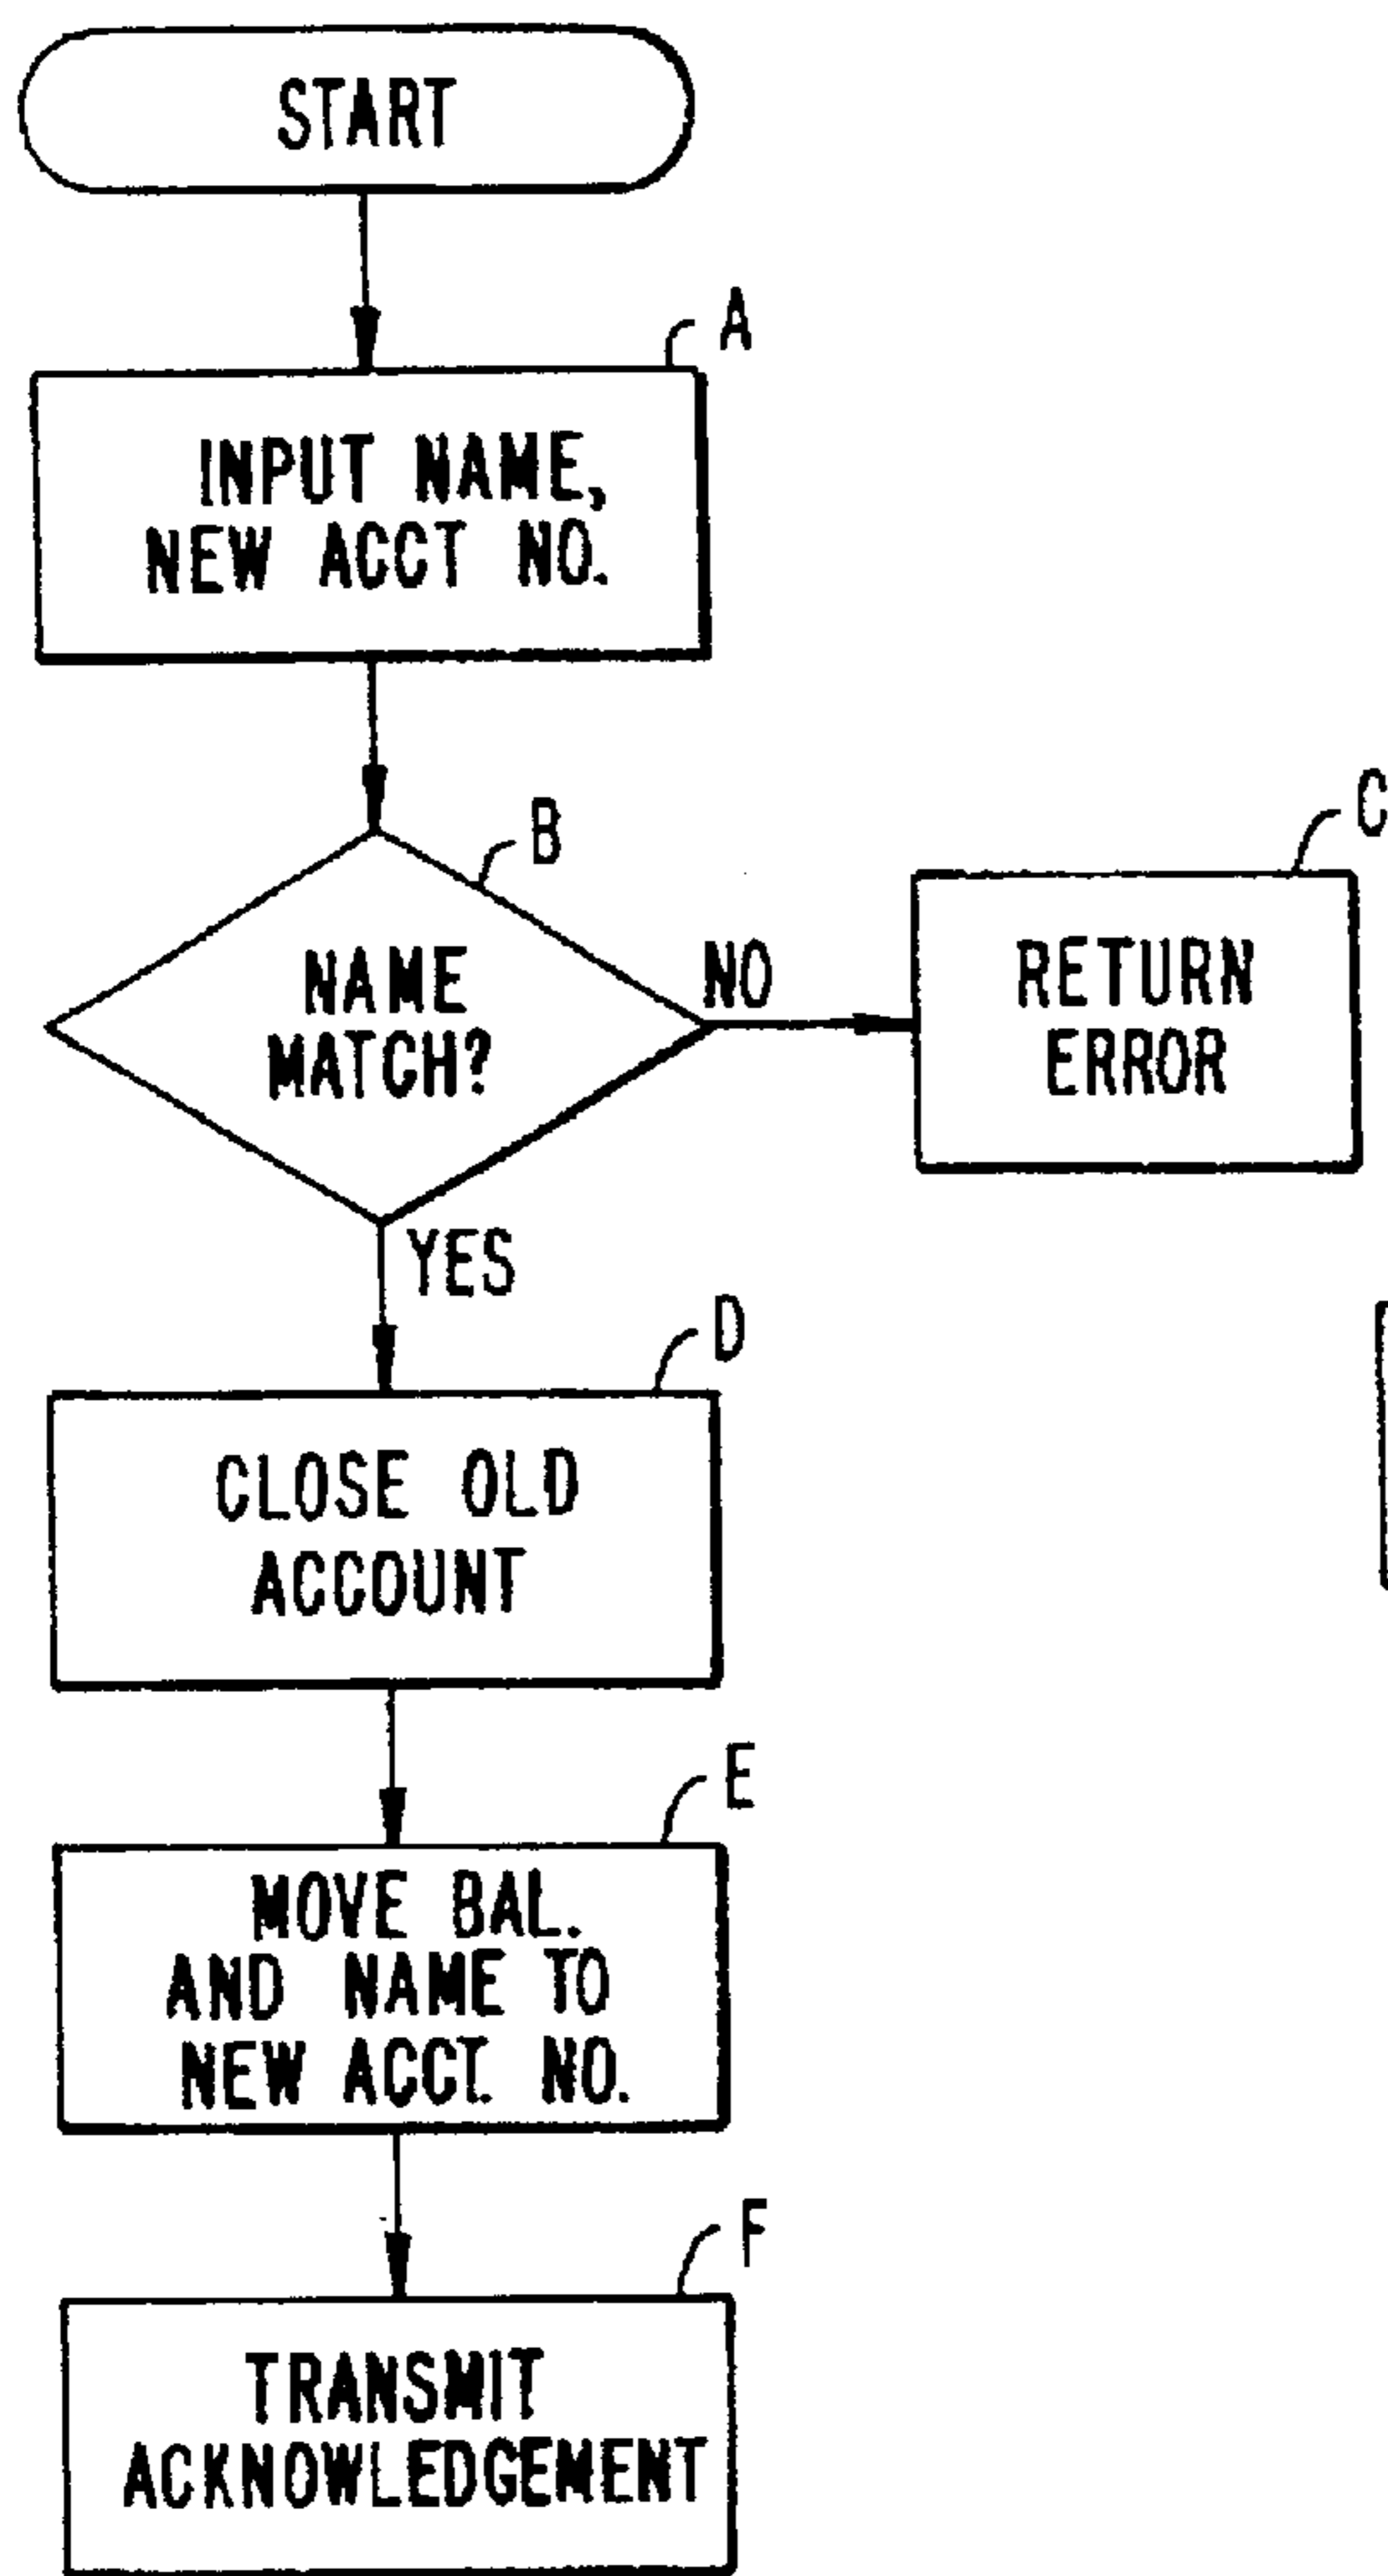 START
A
INPUT NAME,
NEW ACCT NO.
B
NAME
MATCH?
NO
C
RETURN
ERROR
YES
D
CLOSE OLD
ACCOUNT
E
MOVE BAL.
AND NAME TO
NEW ACCT. NO.
F
TRANSMIT
ACKNOWLEDGEMENT